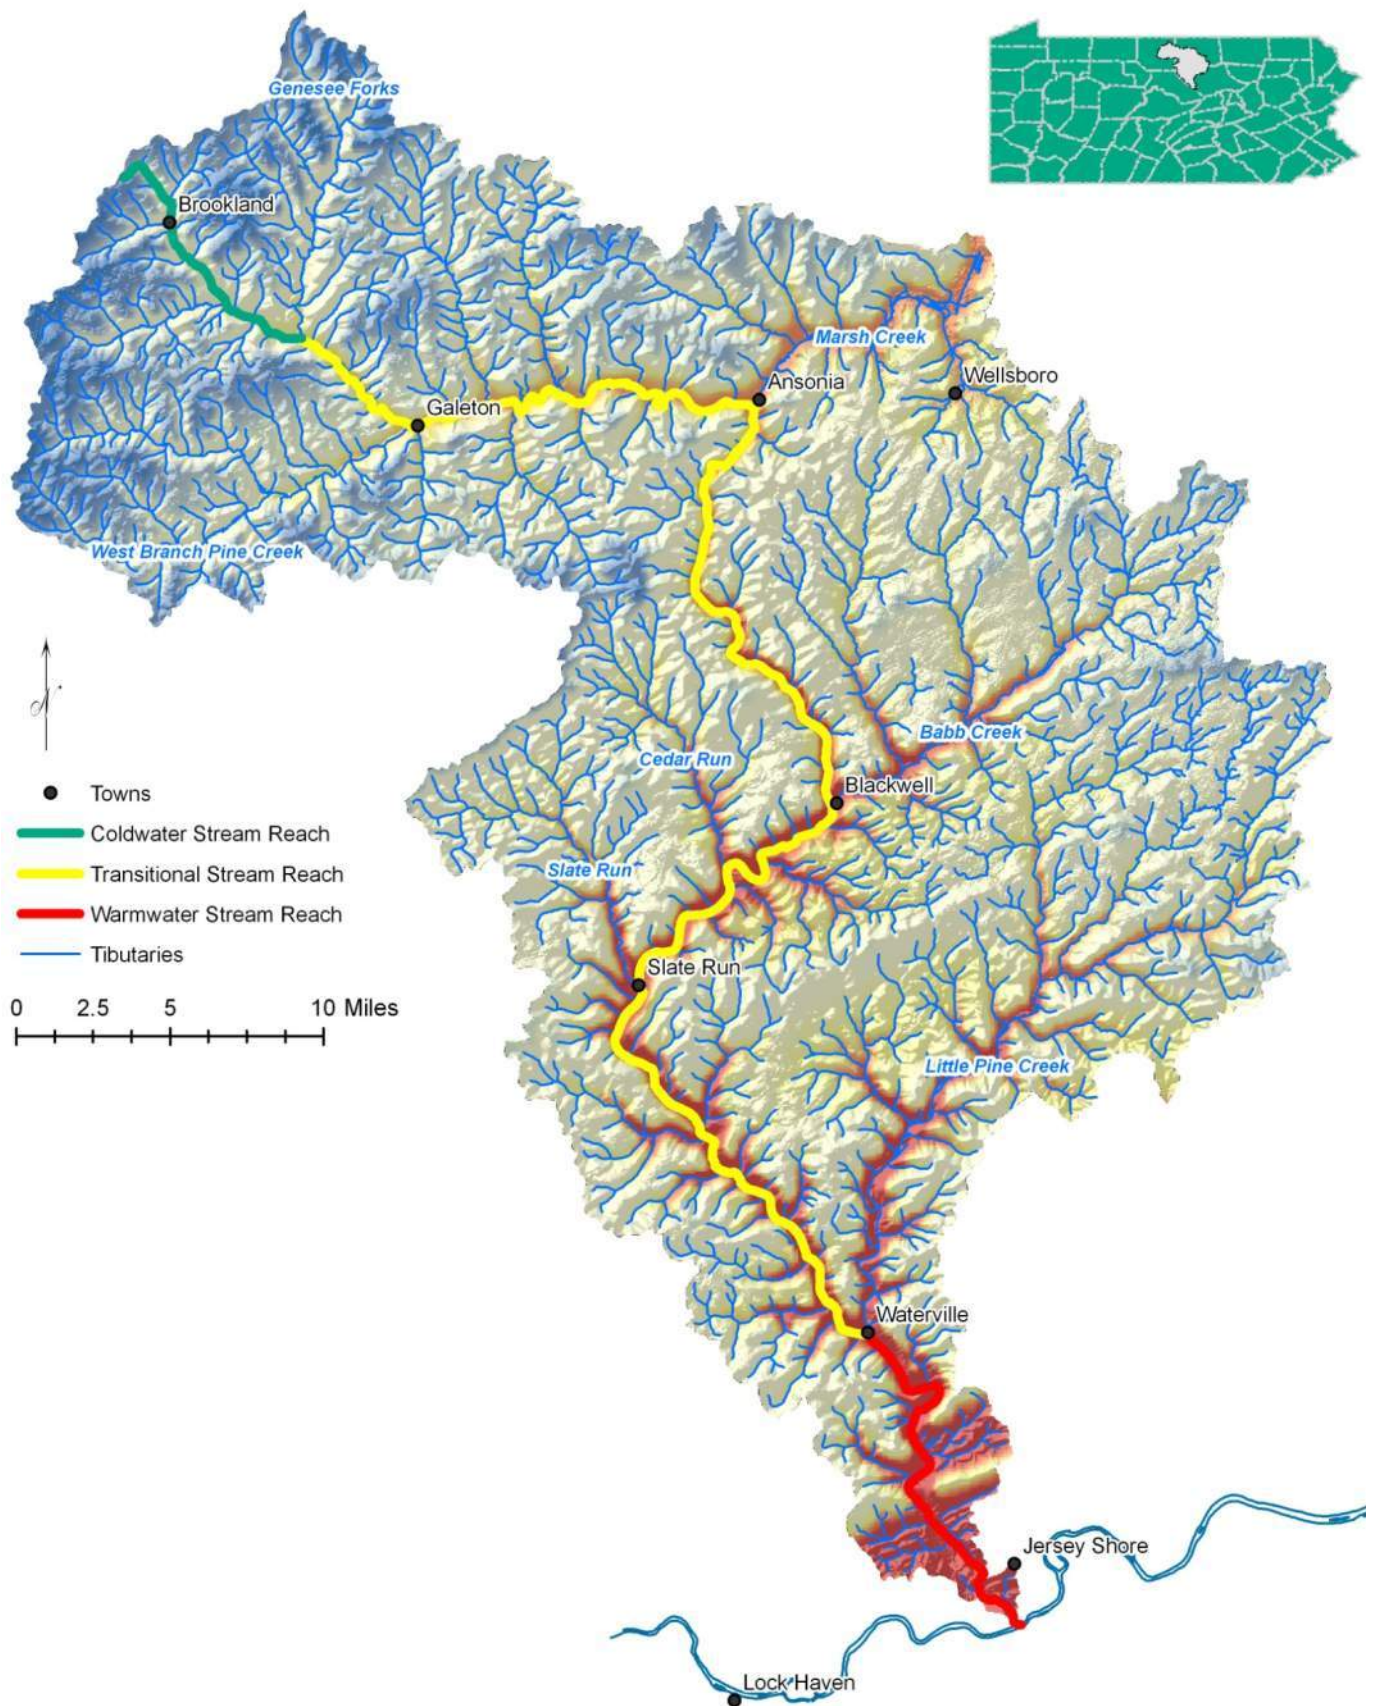 Genesee Forks
Brookland
Marsh Creek
Ansonia
Wellsboro
Galeton
West Branch Pine Creek
N
Babb Creek
Cedar Run
Blackwell
Towns
Coldwater Stream Reach
Transitional Stream Reach
Warmwater Stream Reach
Tibutaries
Slate Run
Slate Run
0 2.5 5 10 Miles
Little Pine Creek
Waterville
Jersey Shore
Lock Haven